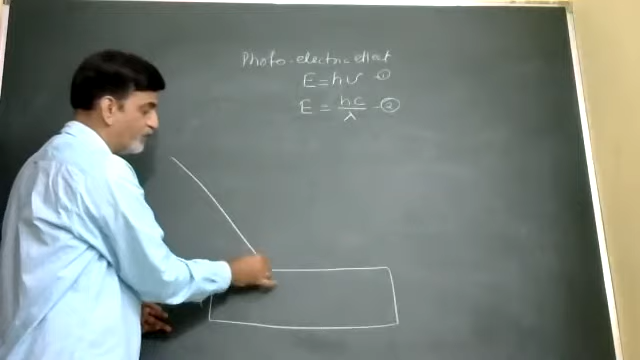 Photo-electric effect
E=hν -①
E = hc/λ -②